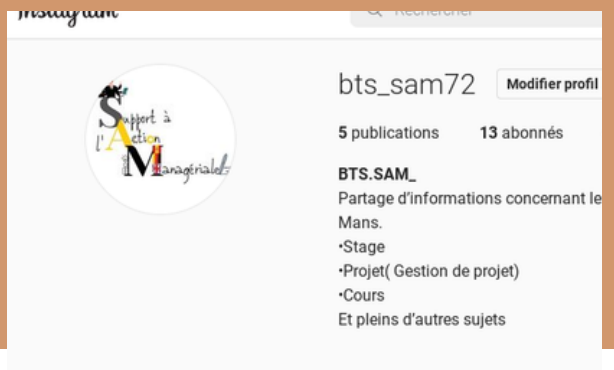 Instagram
Rechercher
bts_sam72 Modifier profil
5 publications 13 abonnés
Support à
l'Action
Managériale
BTS.SAM_
Partage d'informations concernant le
Mans.
•Stage
•Projet( Gestion de projet)
•Cours
Et pleins d'autres sujets